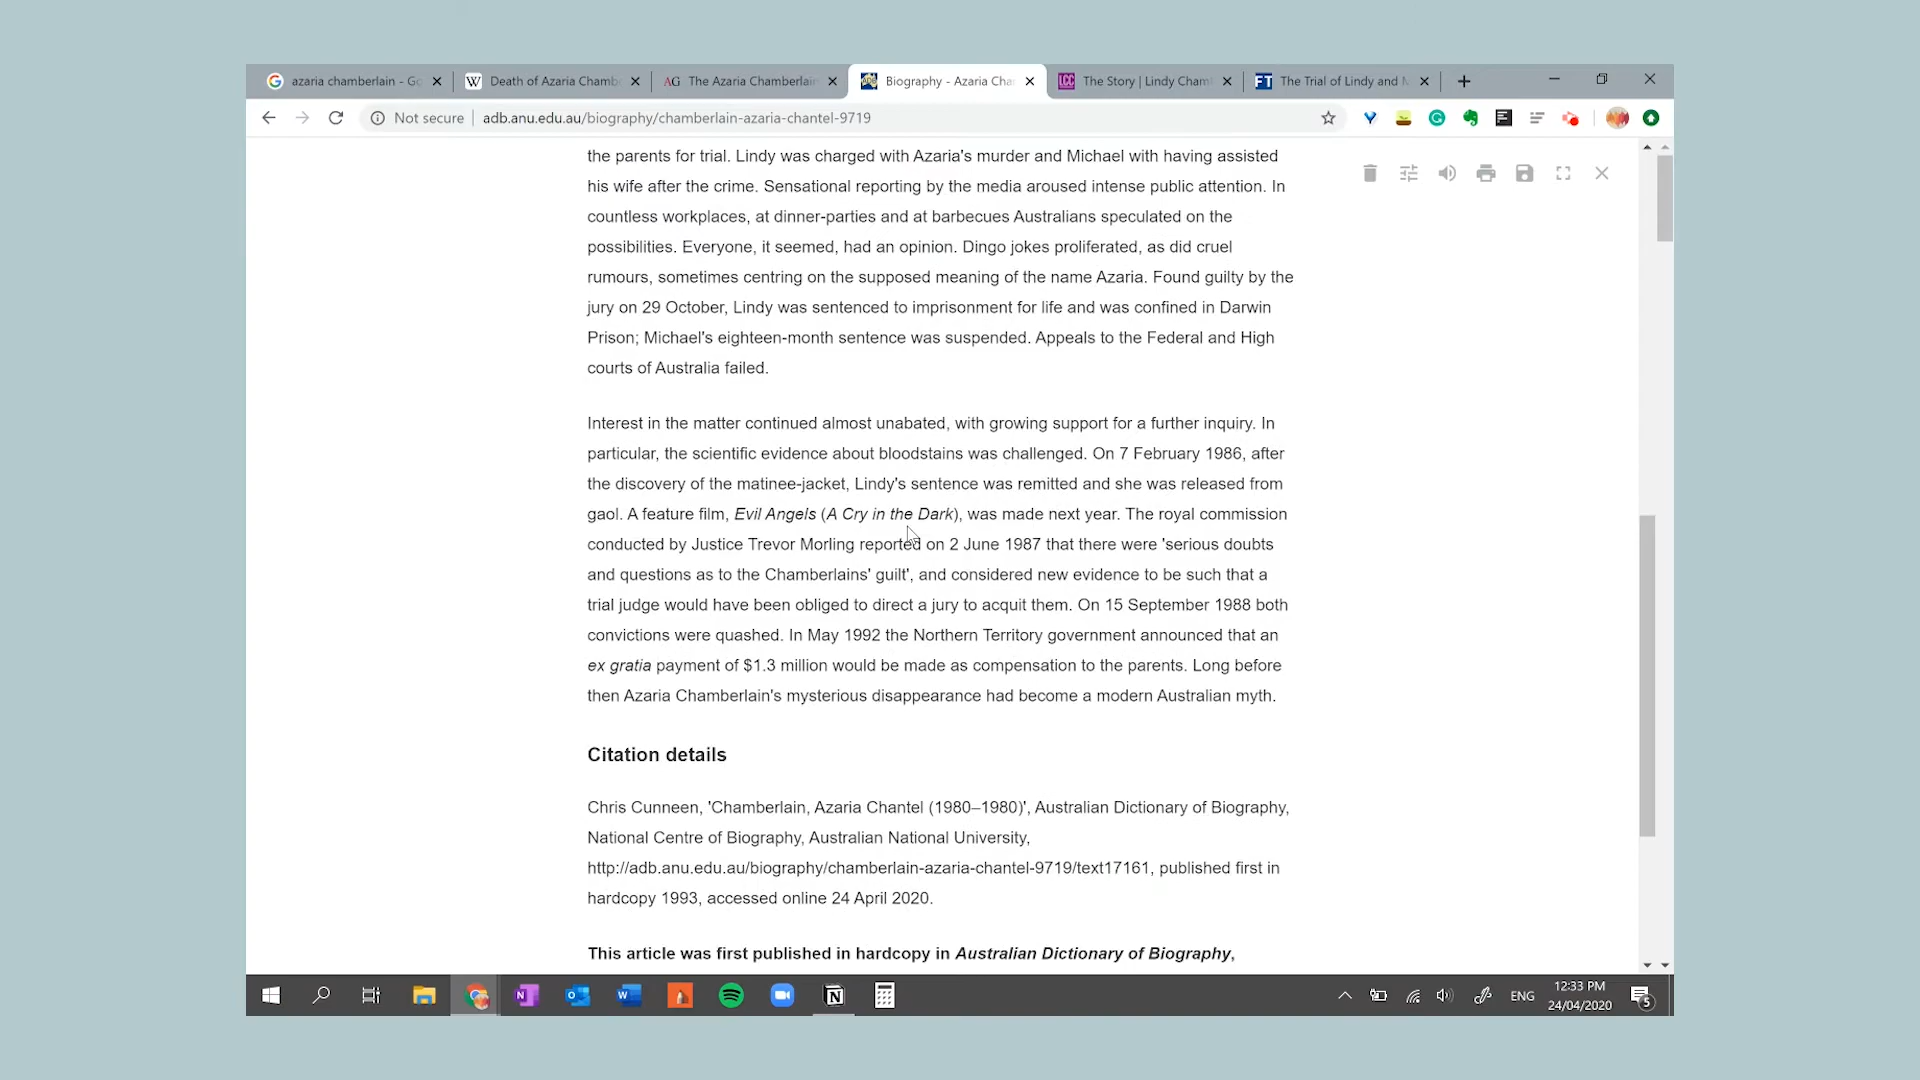 azaria chamberlain - Go
Death of Azaria Chambe
The Azaria Chamberlain
Biography - Azaria Cha
The Story | Lindy Cham
The Trial of Lindy and M
Not secure
adb.anu.edu.au/biography/chamberlain-azaria-chantel-9719
the parents for trial. Lindy was charged with Azaria's murder and Michael with having assisted
his wife after the crime. Sensational reporting by the media aroused intense public attention. In
countless workplaces, at dinner-parties and at barbecues Australians speculated on the
possibilities. Everyone, it seemed, had an opinion. Dingo jokes proliferated, as did cruel
rumours, sometimes centring on the supposed meaning of the name Azaria. Found guilty by the
jury on 29 October, Lindy was sentenced to imprisonment for life and was confined in Darwin
Prison; Michael's eighteen-month sentence was suspended. Appeals to the Federal and High
courts of Australia failed.
Interest in the matter continued almost unabated, with growing support for a further inquiry. In
particular, the scientific evidence about bloodstains was challenged. On 7 February 1986, after
the discovery of the matinee-jacket, Lindy's sentence was remitted and she was released from
gaol. A feature film, Evil Angels (A Cry in the Dark), was made next year. The royal commission
conducted by Justice Trevor Morling reported on 2 June 1987 that there were 'serious doubts
and questions as to the Chamberlains' guilt', and considered new evidence to be such that a
trial judge would have been obliged to direct a jury to acquit them. On 15 September 1988 both
convictions were quashed. In May 1992 the Northern Territory government announced that an
ex gratia payment of $1.3 million would be made as compensation to the parents. Long before
then Azaria Chamberlain's mysterious disappearance had become a modern Australian myth.
Citation details
Chris Cunneen, 'Chamberlain, Azaria Chantel (1980–1980)', Australian Dictionary of Biography,
National Centre of Biography, Australian National University,
http://adb.anu.edu.au/biography/chamberlain-azaria-chantel-9719/text17161, published first in
hardcopy 1993, accessed online 24 April 2020.
This article was first published in hardcopy in Australian Dictionary of Biography,
ENG
12:33 PM
24/04/2020
5